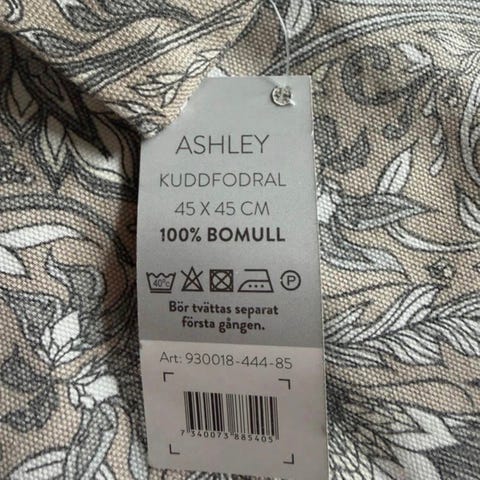 ASHLEY
KUDDFODRAL
45 X 45 CM
100% BOMULL
40°C
P
Bör tvättas separat
första gången.
Art: 930018-444-85
7 340073 885405